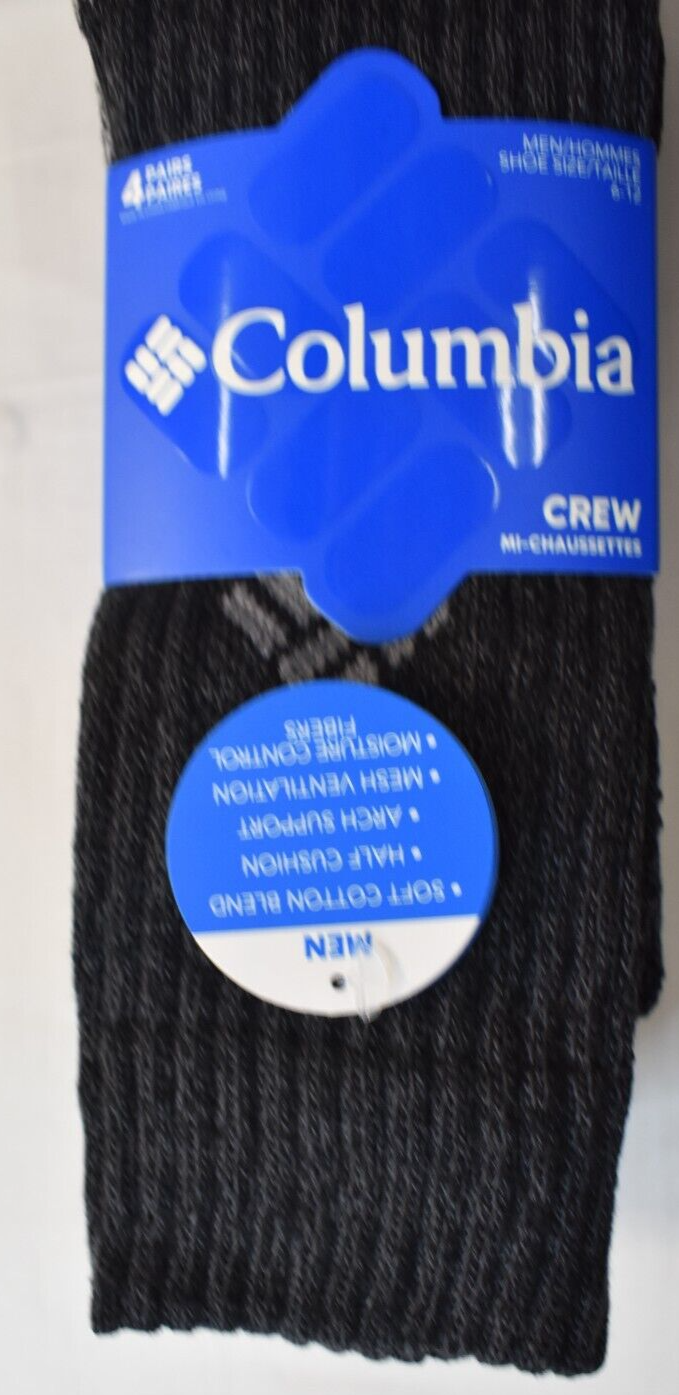 4 PAIRS
PAIRES
MEN/HOMMES
SHOE SIZE/TAILLE
6-12
Columbia
CREW
MI-CHAUSSETTES
MEN
• SOFT COTTON BLEND
• HALF CUSHION
• ARCH SUPPORT
• MESH VENTILATION
• MOISTURE CONTROL
FIBERS